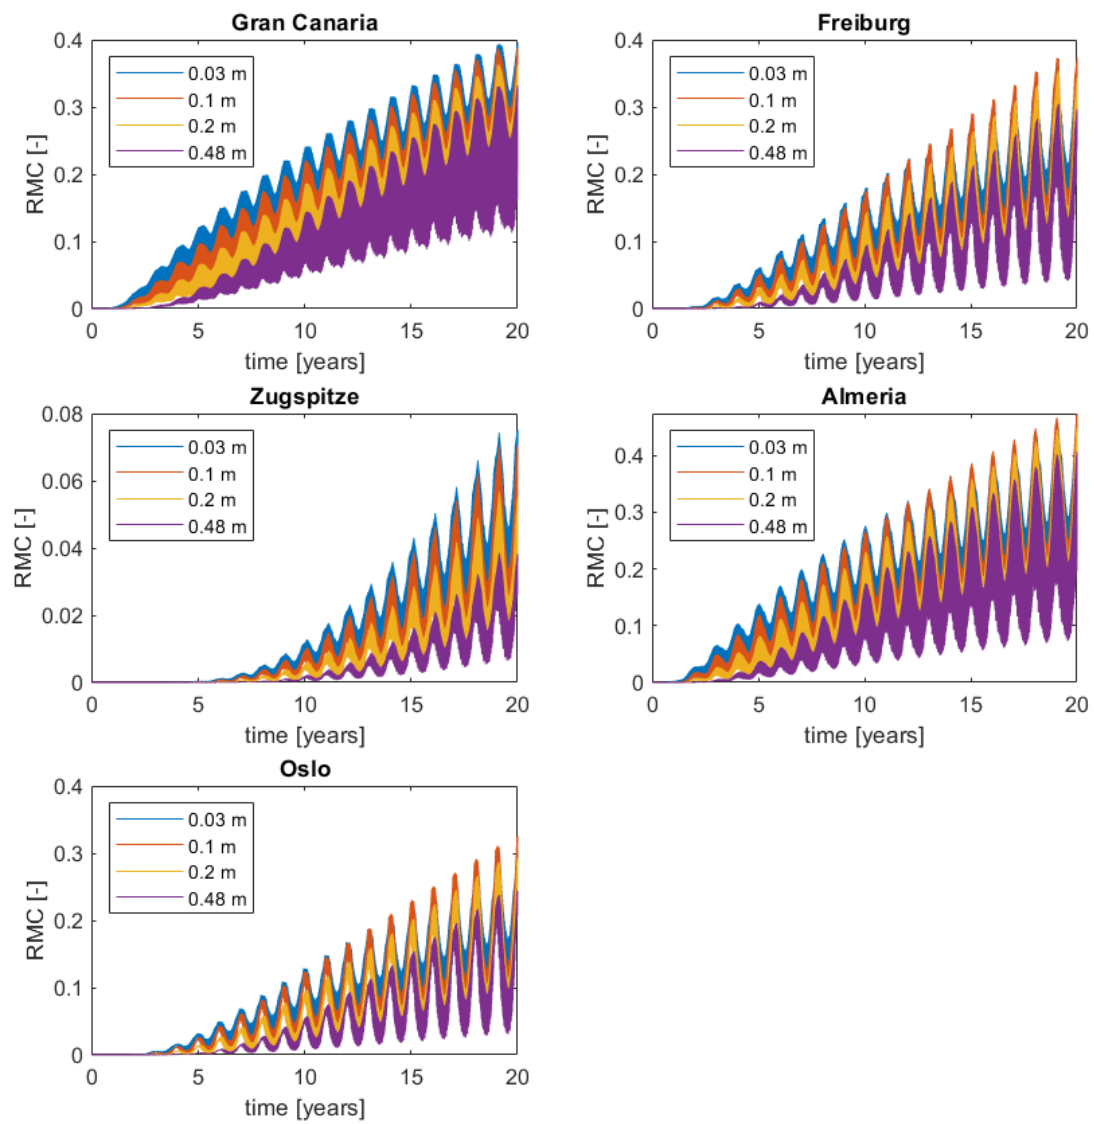 Gran Canaria
0.4
0.3
0.2
0.1
0
RMC [-]
0.03 m
0.1 m
0.2 m
0.48 m
0 5 10 15 20
time [years]
Freiburg
0.4
0.3
0.2
0.1
0
RMC [-]
0.03 m
0.1 m
0.2 m
0.48 m
0 5 10 15 20
time [years]
Zugspitze
0.08
0.06
0.04
0.02
0
RMC [-]
0.03 m
0.1 m
0.2 m
0.48 m
0 5 10 15 20
time [years]
Almeria
0.4
0.3
0.2
0.1
0
RMC [-]
0.03 m
0.1 m
0.2 m
0.48 m
0 5 10 15 20
time [years]
Oslo
0.4
0.3
0.2
0.1
0
RMC [-]
0.03 m
0.1 m
0.2 m
0.48 m
0 5 10 15 20
time [years]